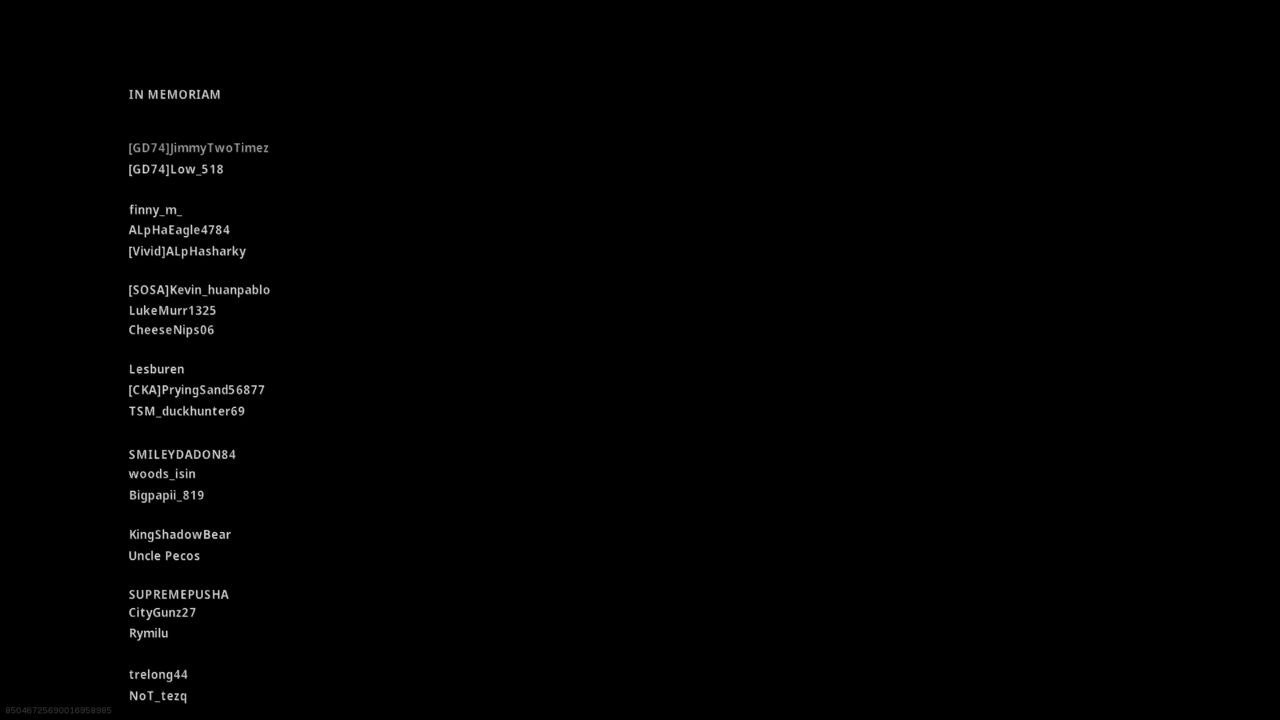 IN MEMORIAM
[GD74]JimmyTwoTimez
[GD74]Low_518
finny_m_
ALpHaEagle4784
[Vivid]ALpHasharky
[SOSA]Kevin_huanpablo
LukeMurr1325
CheeseNips06
Lesburen
[CKA]PryingSand56877
TSM_duckhunter69
SMILEYDADON84
woods_isin
Bigpapii_819
KingShadowBear
Uncle Pecos
SUPREMEPUSHA
CityGunz27
Rymilu
trelong44
NoT_tezq